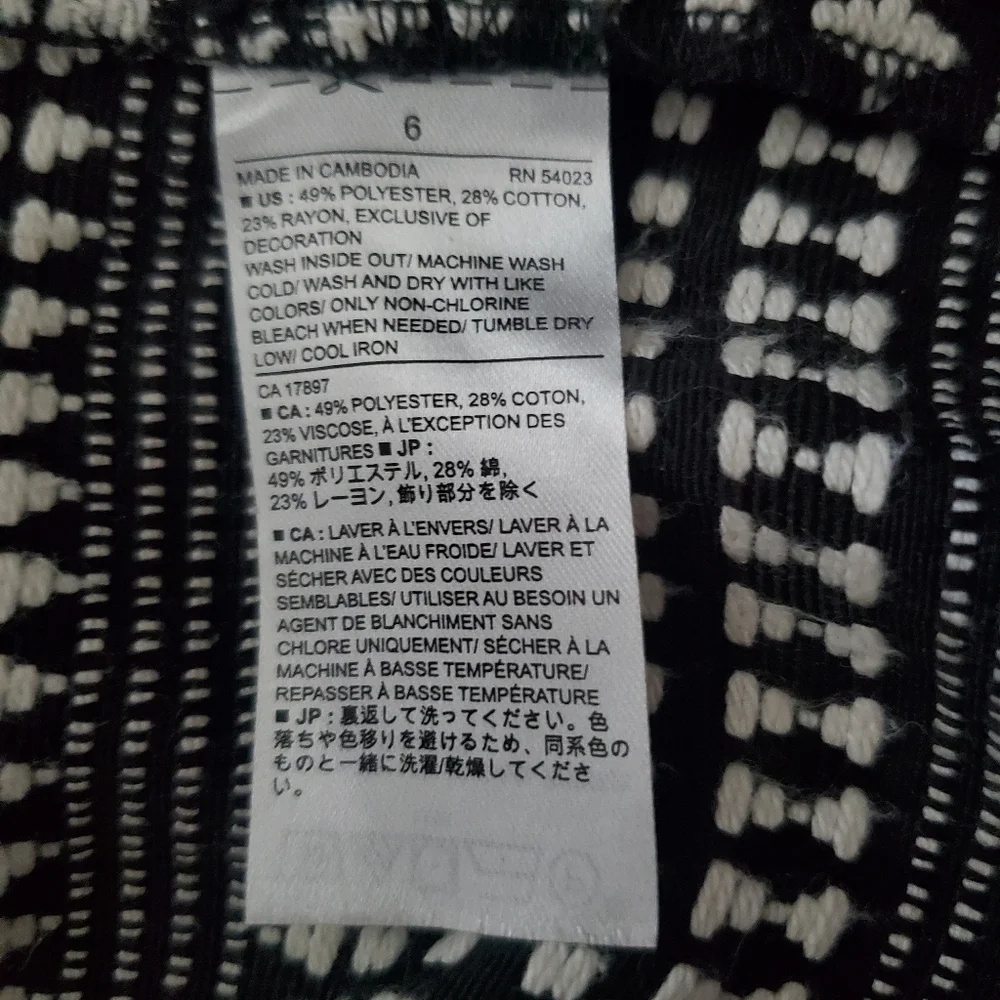 6
MADE IN CAMBODIA RN 54023
■ US : 49% POLYESTER, 28% COTTON,
23% RAYON, EXCLUSIVE OF
DECORATION
WASH INSIDE OUT/ MACHINE WASH
COLD/ WASH AND DRY WITH LIKE
COLORS/ ONLY NON-CHLORINE
BLEACH WHEN NEEDED/ TUMBLE DRY
LOW/ COOL IRON
CA 17897
■ CA : 49% POLYESTER, 28% COTON,
23% VISCOSE, À L'EXCEPTION DES
GARNITURES ■ JP :
49% ポリエステル, 28% 綿,
23% レーヨン, 飾り部分を除く
■ CA : LAVER À L'ENVERS/ LAVER À LA
MACHINE À L'EAU FROIDE/ LAVER ET
SÉCHER AVEC DES COULEURS
SEMBLABLES/ UTILISER AU BESOIN UN
AGENT DE BLANCHIMENT SANS
CHLORE UNIQUEMENT/ SÉCHER À LA
MACHINE À BASSE TEMPÉRATURE/
REPASSER À BASSE TEMPÉRATURE
■ JP : 裏返して洗ってください。色
落ちや色移りを避けるため、同系色の
ものと一緒に洗濯/乾燥してくださ
い。